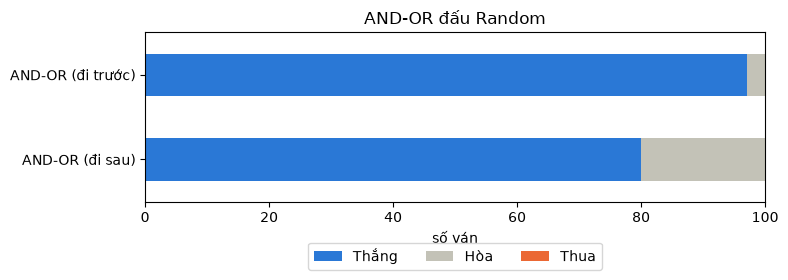 AND-OR đấu Random
AND-OR (đi trước)
AND-OR (đi sau)
0 20 40 60 80 100
số ván
Thắng Hòa Thua